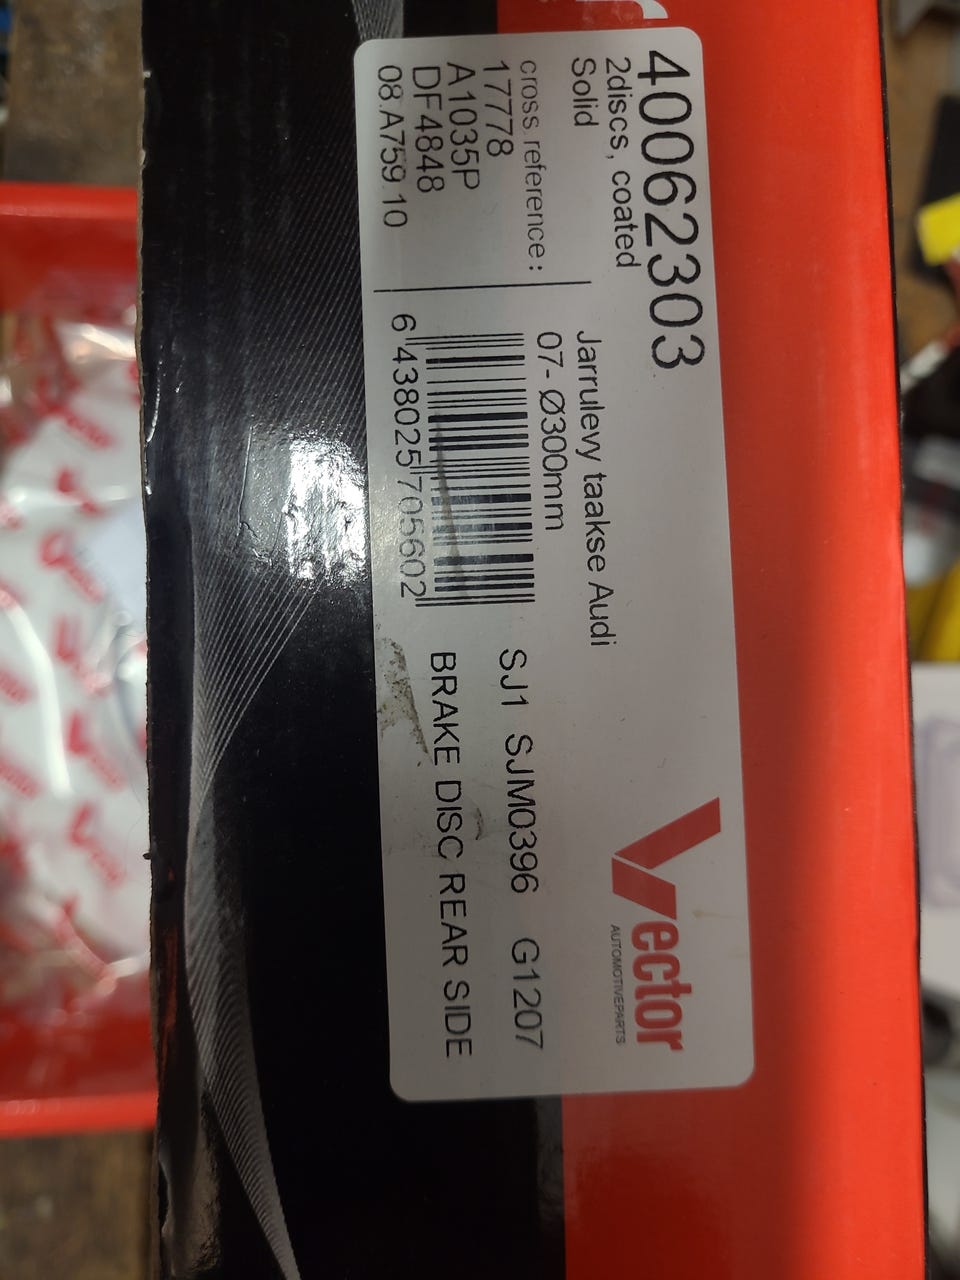 40062303
2discs, coated
Solid
cross reference:
17778
A1035P
DF4848
08.A759.10
Jarrulevy taakse Audi
07- Ø300mm
6 438025 705602
Vector
AUTOMOTIVEPARTS
SJ1 SJM0396 G1207
BRAKE DISC REAR SIDE